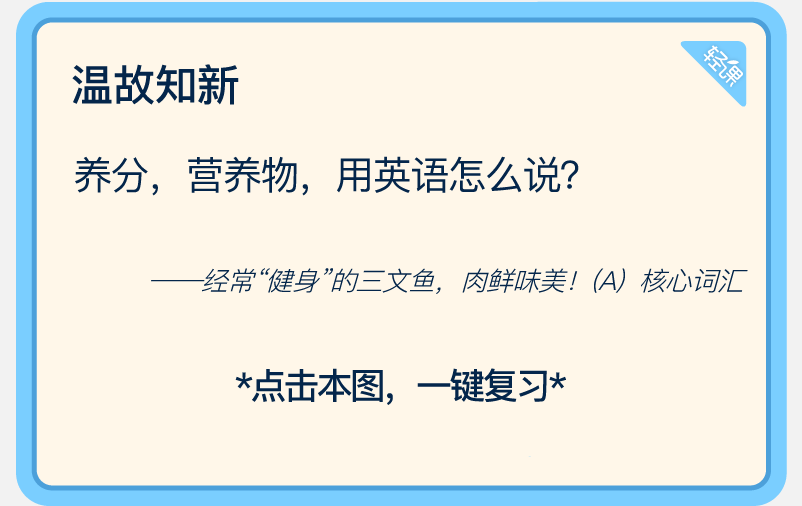 轻课
温故知新
养分，营养物，用英语怎么说？
——经常“健身”的三文鱼，肉鲜味美！（A）核心词汇
*点击本图，一键复习*